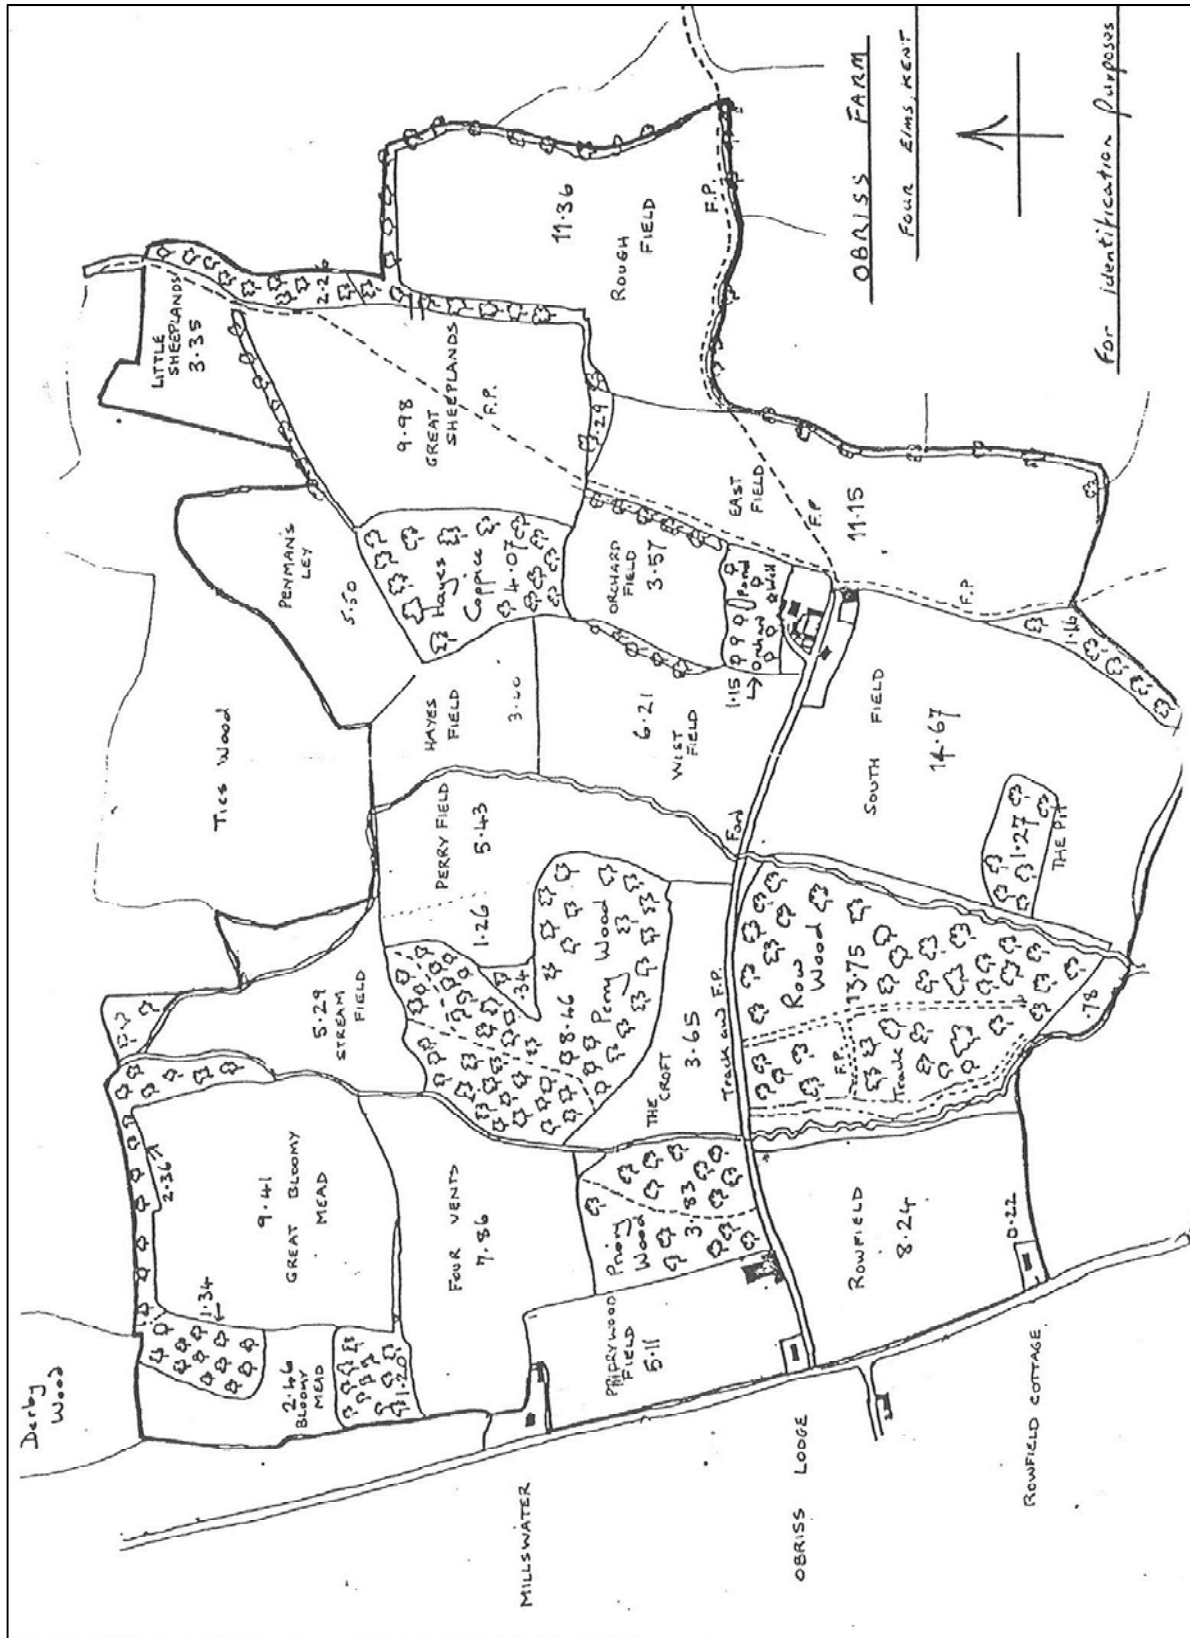 Derby
Wood
1.34
2.36
2.46
BLOOMY
MEAD
9.41
GREAT BLOOMY
MEAD
LITTLE
SHEEPLANDS
3.35
Tics Wood
PENMAN'S
LEY
5.50
2.26
5.29
STREAM
FIELD
1.20
FOUR VENTS
7.86
9.98
GREAT
SHEEPLANDS
F.P.
HAYES
FIELD
Hayes
Coppice
4.07
PERRY FIELD
5.43
1.26
.34
MILLSWATER
8.46
Perry Wood
11.36
ROUGH
FIELD
F.P.
3.29
ORCHARD
FIELD
3.57
6.21
WEST
FIELD
PRIORYWOOD
FIELD
5.11
Priory
Wood
3.83
THE CROFT
3.65
Track and F.P.
Ford
1.15
Orchard
Pond
Well
EAST
FIELD
F.P.
11.15
OBRISS LODGE
Row
Wood
13.75
F.P.
Track
Track
ROWFIELD
8.24
SOUTH FIELD
14.67
F.P.
OBRISS FARM
FOUR ELMS, KENT
0.22
1.27
THE PIT
ROWFIELD COTTAGE
.78
1.16
For identification Purposes